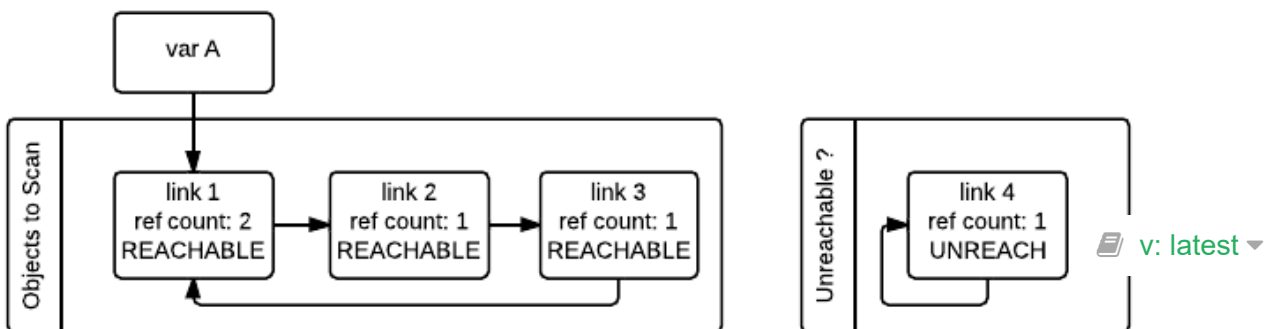 var A
Objects to Scan
link 1
ref count: 2
REACHABLE
link 2
ref count: 1
REACHABLE
link 3
ref count: 1
REACHABLE
Unreachable ?
link 4
ref count: 1
UNREACH
v: latest